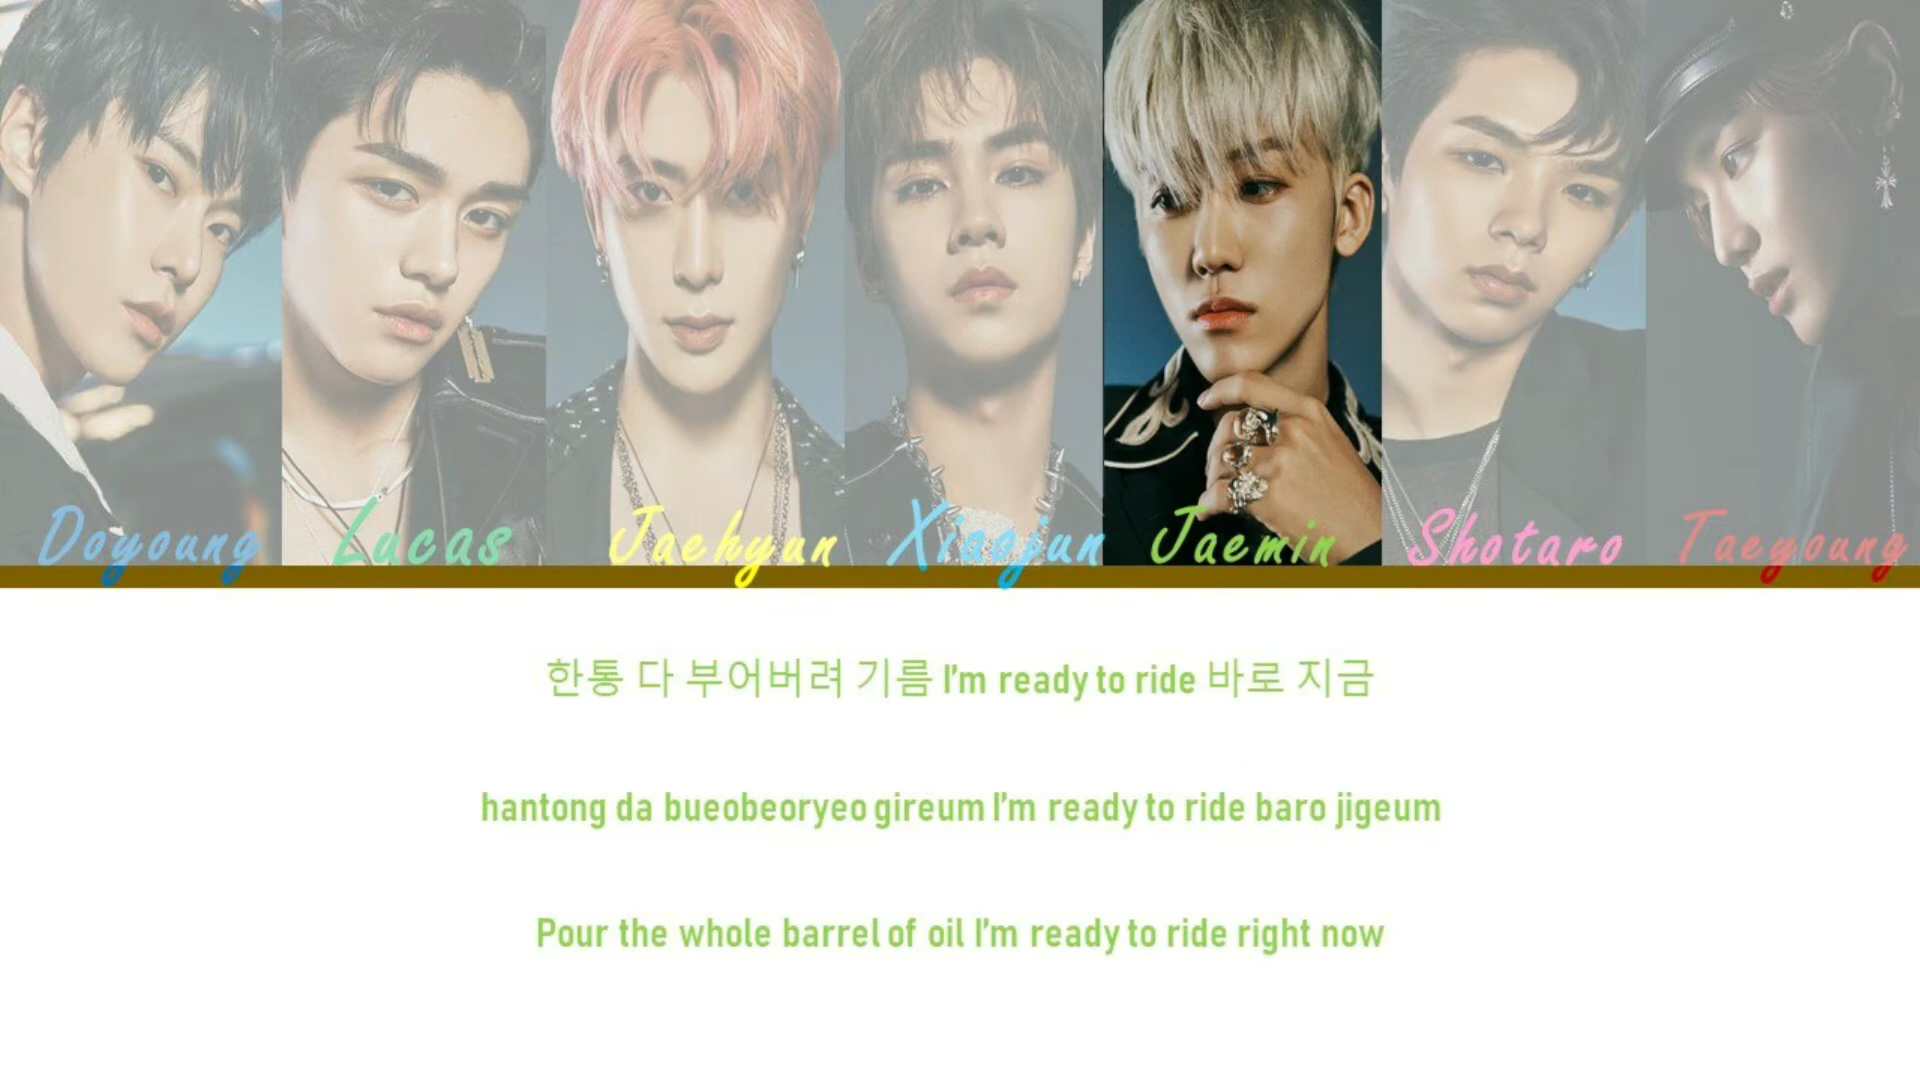 Doyoung Lucas Jaehyun Xiaojun Jaemin Shotaro Taeyoung
한통 다 부어버려 기름 I'm ready to ride 바로 지금
hantong da bueobeoryeo gireum I'm ready to ride baro jigeum
Pour the whole barrel of oil I'm ready to ride right now